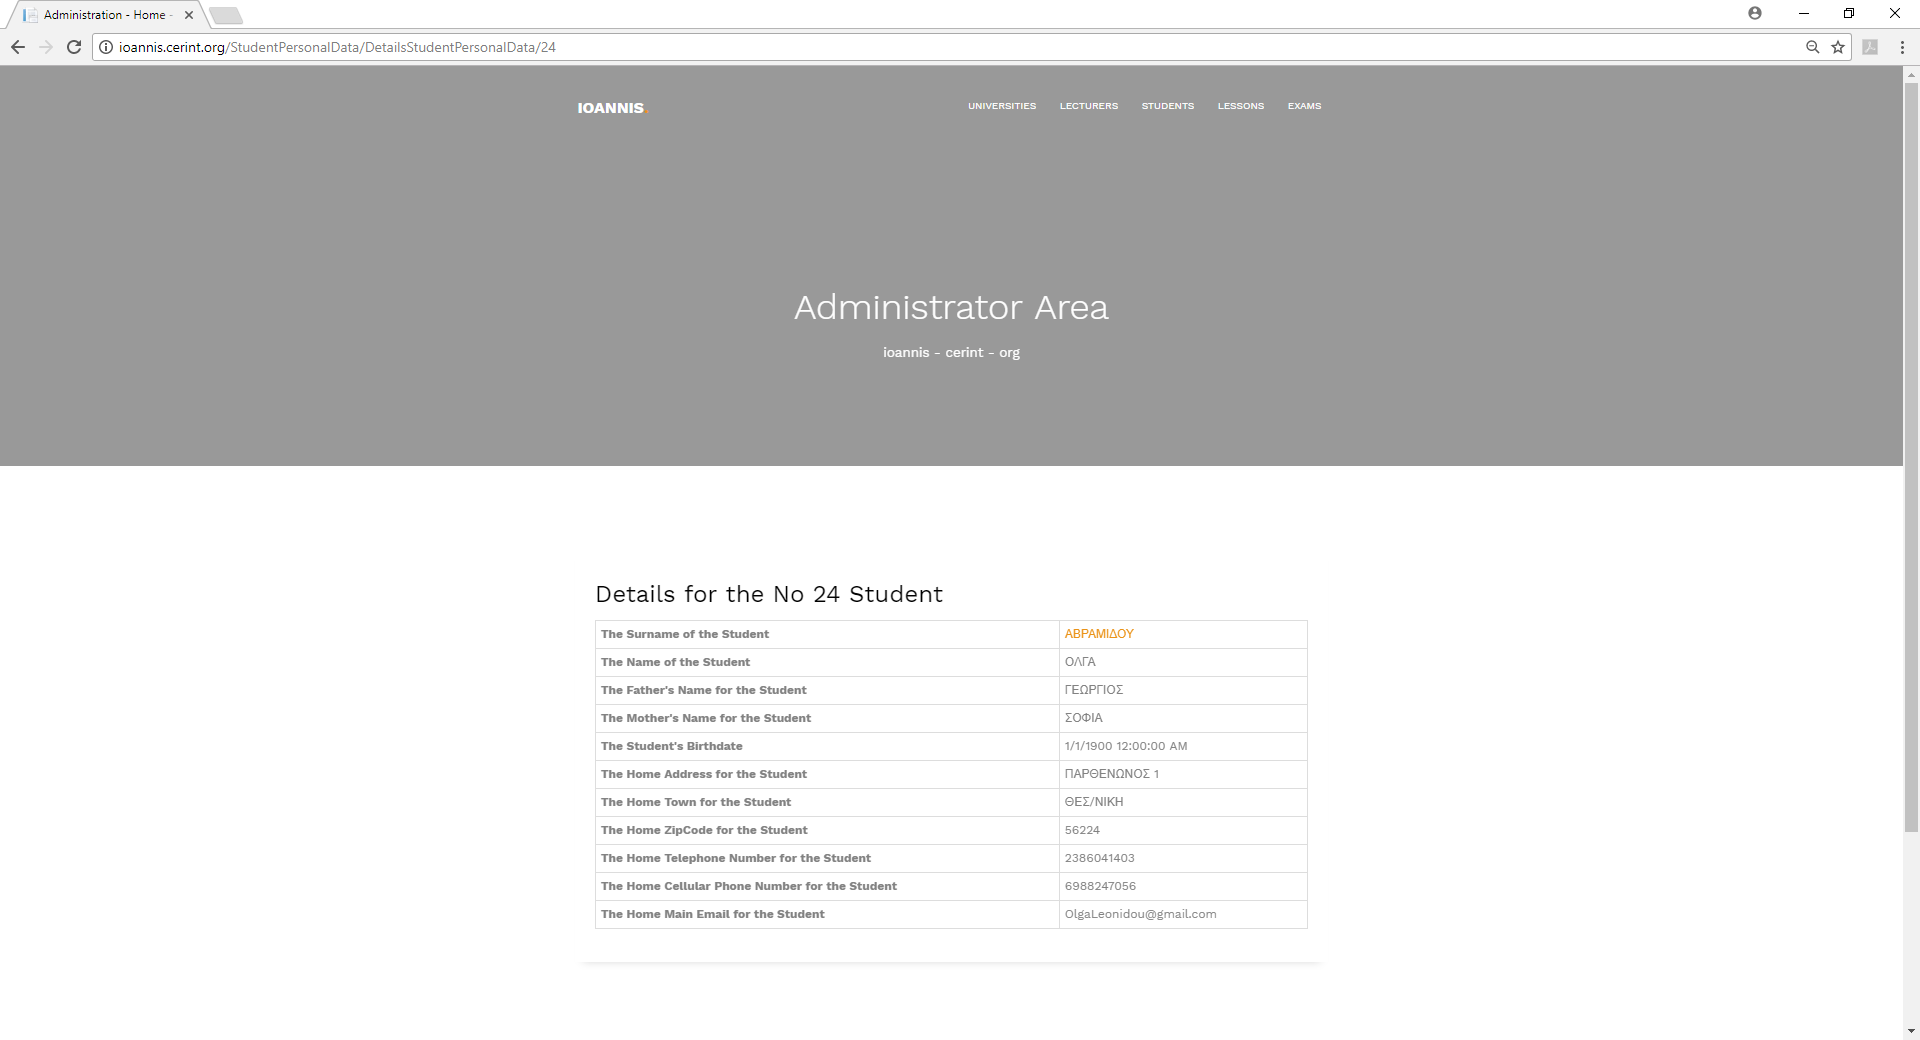 Administration - Home -
ioannis.cerint.org/StudentPersonalData/DetailsStudentPersonalData/24
IOANNIS.
UNIVERSITIES LECTURERS STUDENTS LESSONS EXAMS
Administrator Area
ioannis - cerint - org
Details for the No 24 Student
The Surname of the Student ΑΒΡΑΜΙΔΟΥ
The Name of the Student ΟΛΓΑ
The Father's Name for the Student ΓΕΩΡΓΙΟΣ
The Mother's Name for the Student ΣΟΦΙΑ
The Student's Birthdate 1/1/1900 12:00:00 AM
The Home Address for the Student ΠΑΡΘΕΝΩΝΟΣ 1
The Home Town for the Student ΘΕΣ/ΝΙΚΗ
The Home ZipCode for the Student 56224
The Home Telephone Number for the Student 2386041403
The Home Cellular Phone Number for the Student 6988247056
The Home Main Email for the Student OlgaLeonidou@gmail.com